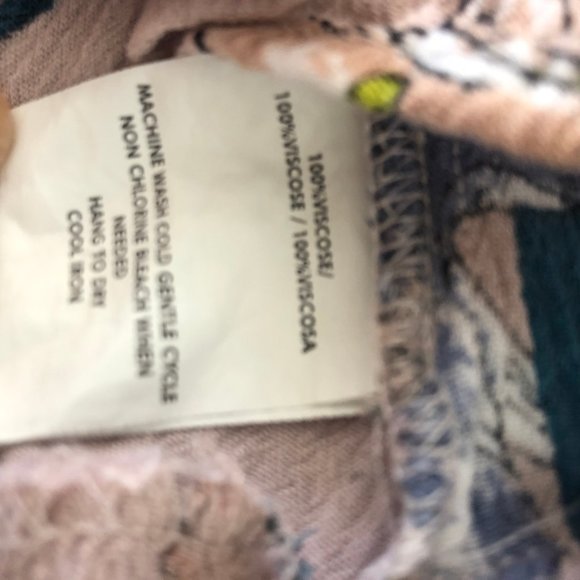 100%VISCOSE/
100%VISCOSE / 100%VISCOSA
MACHINE WASH COLD GENTLE CYCLE
NON CHLORINE BLEACH WHEN
NEEDED
HANG TO DRY
COOL IRON